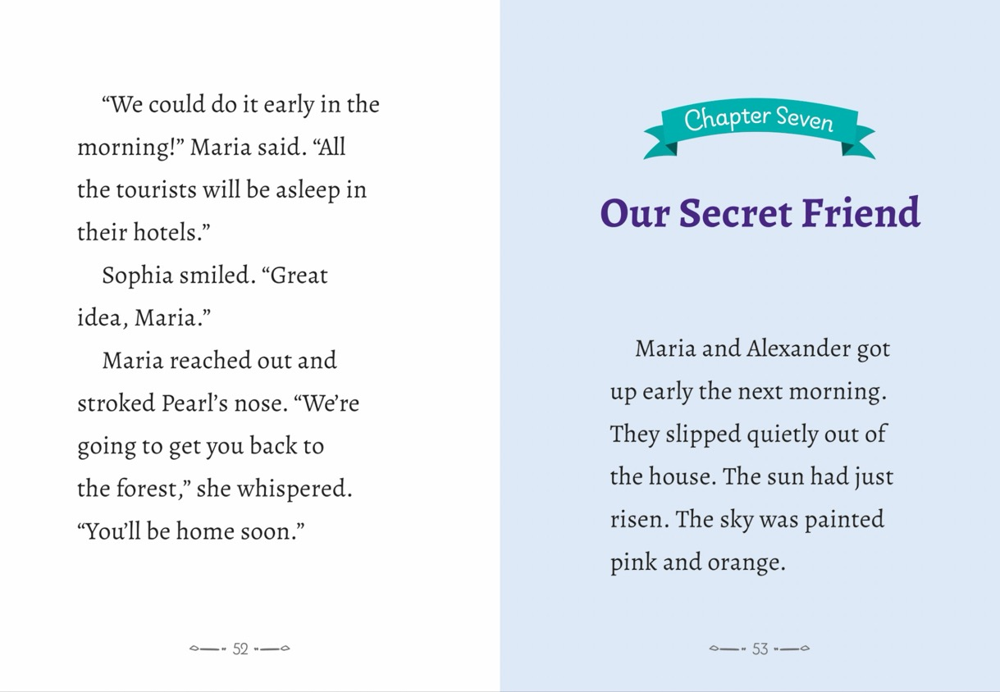 “We could do it early in the
morning!” Maria said. “All
the tourists will be asleep in
their hotels.”
Sophia smiled. “Great
idea, Maria.”
Maria reached out and
stroked Pearl’s nose. “We’re
going to get you back to
the forest,” she whispered.
“You’ll be home soon.”
52
Chapter Seven
Our Secret Friend
Maria and Alexander got
up early the next morning.
They slipped quietly out of
the house. The sun had just
risen. The sky was painted
pink and orange.
53